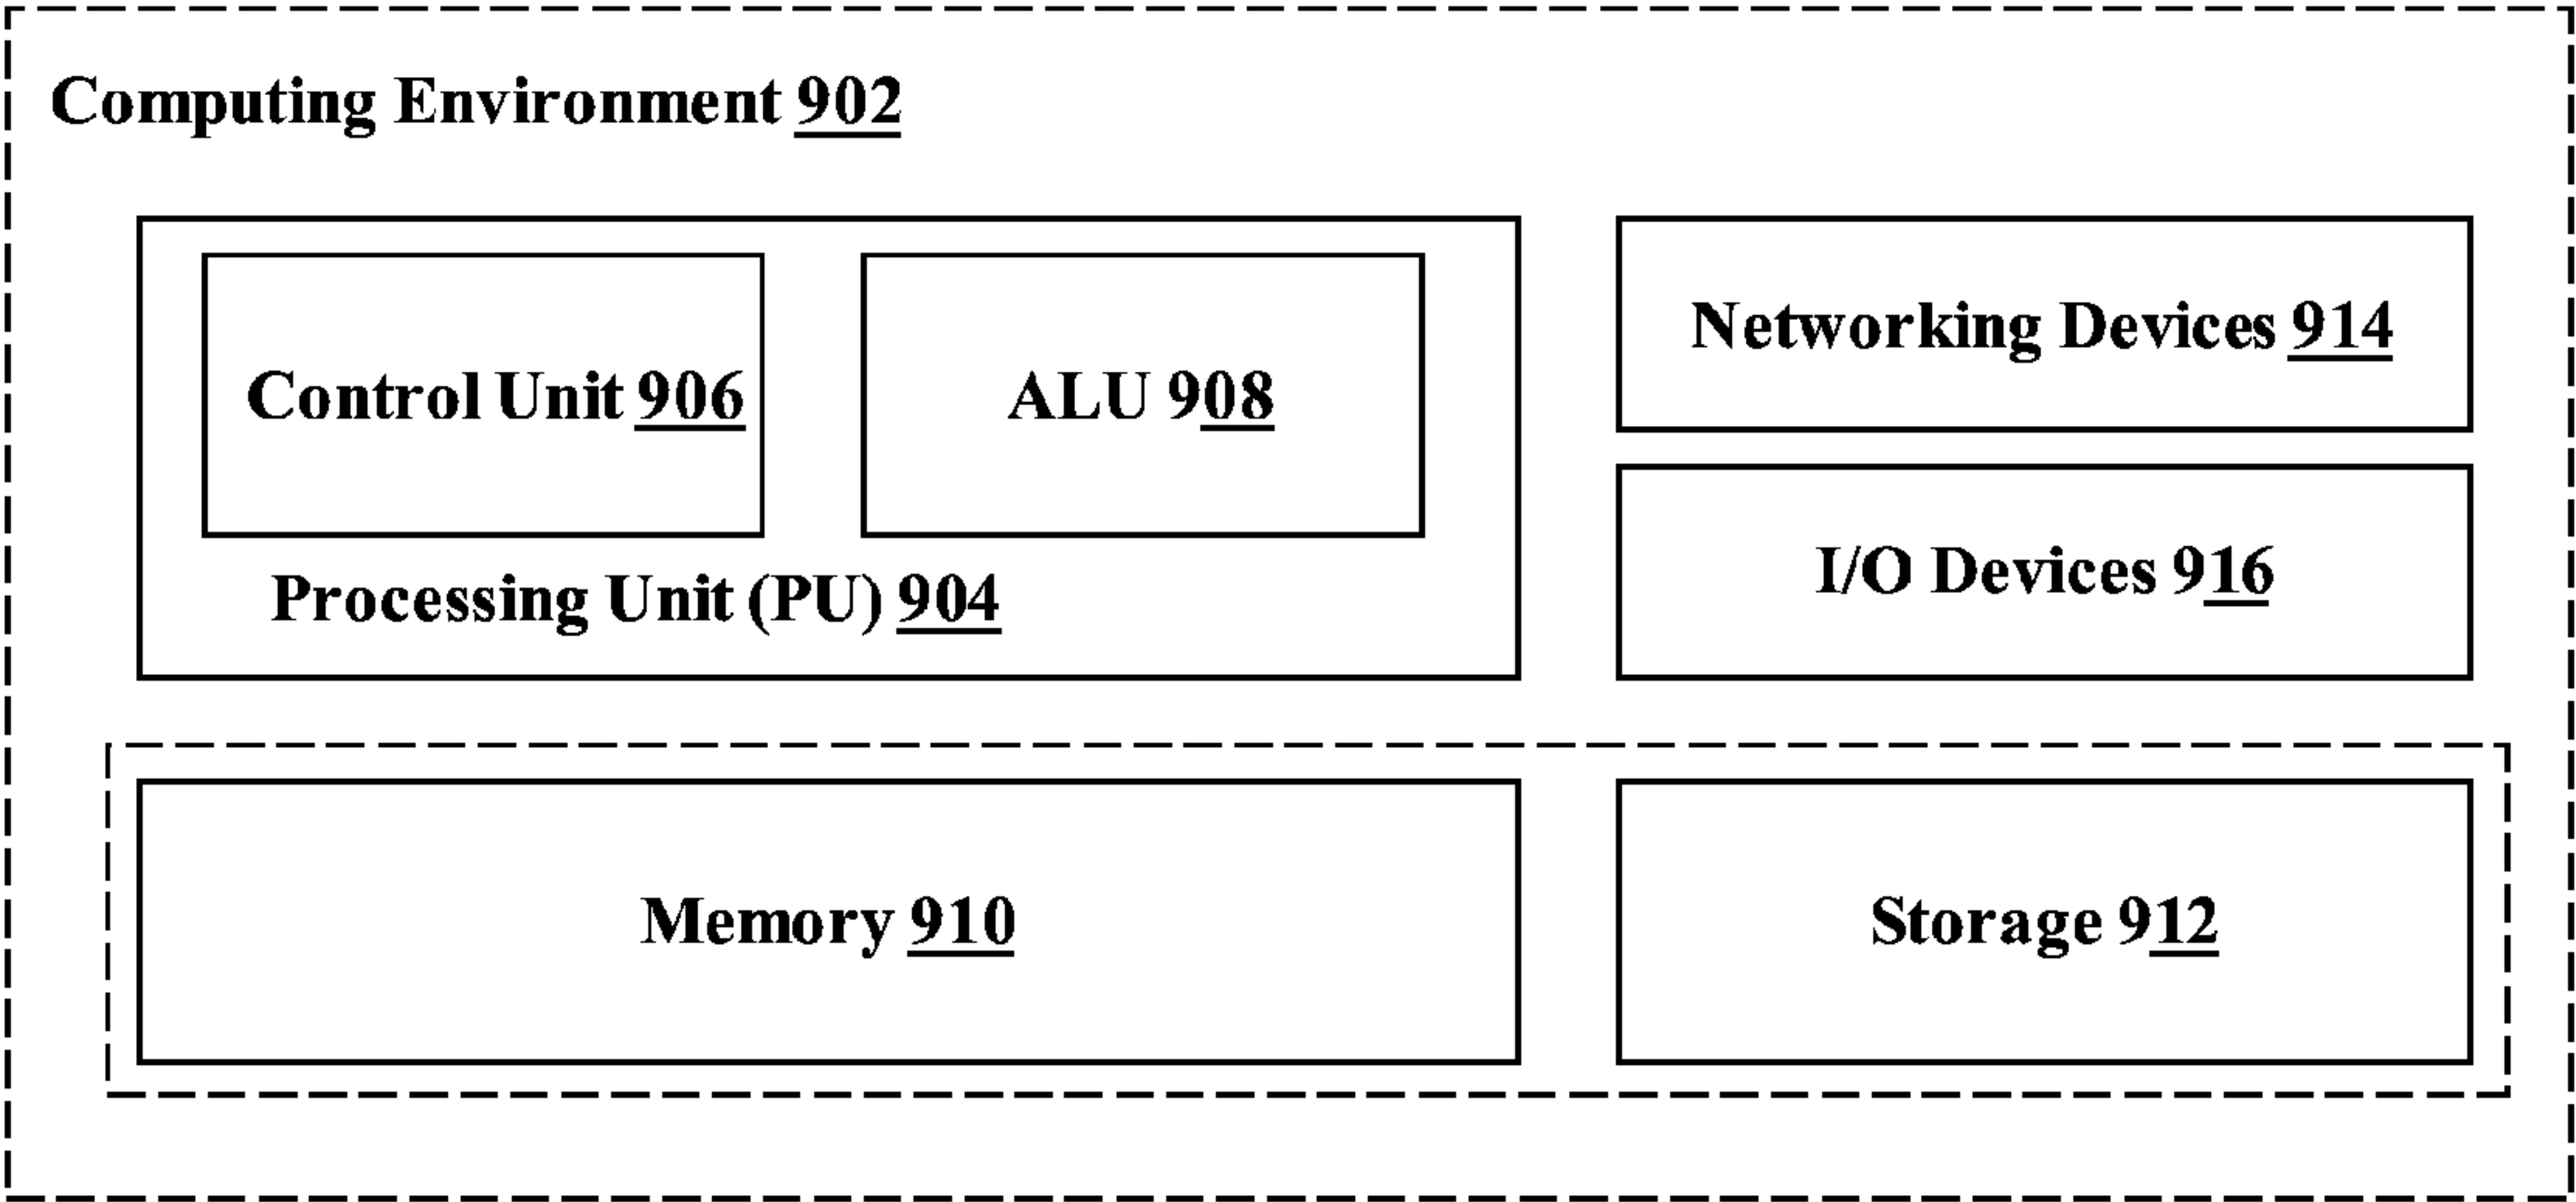 Computing Environment 902
Control Unit 906
ALU 908
Processing Unit (PU) 904
Networking Devices 914
I/O Devices 916
Memory 910
Storage 912